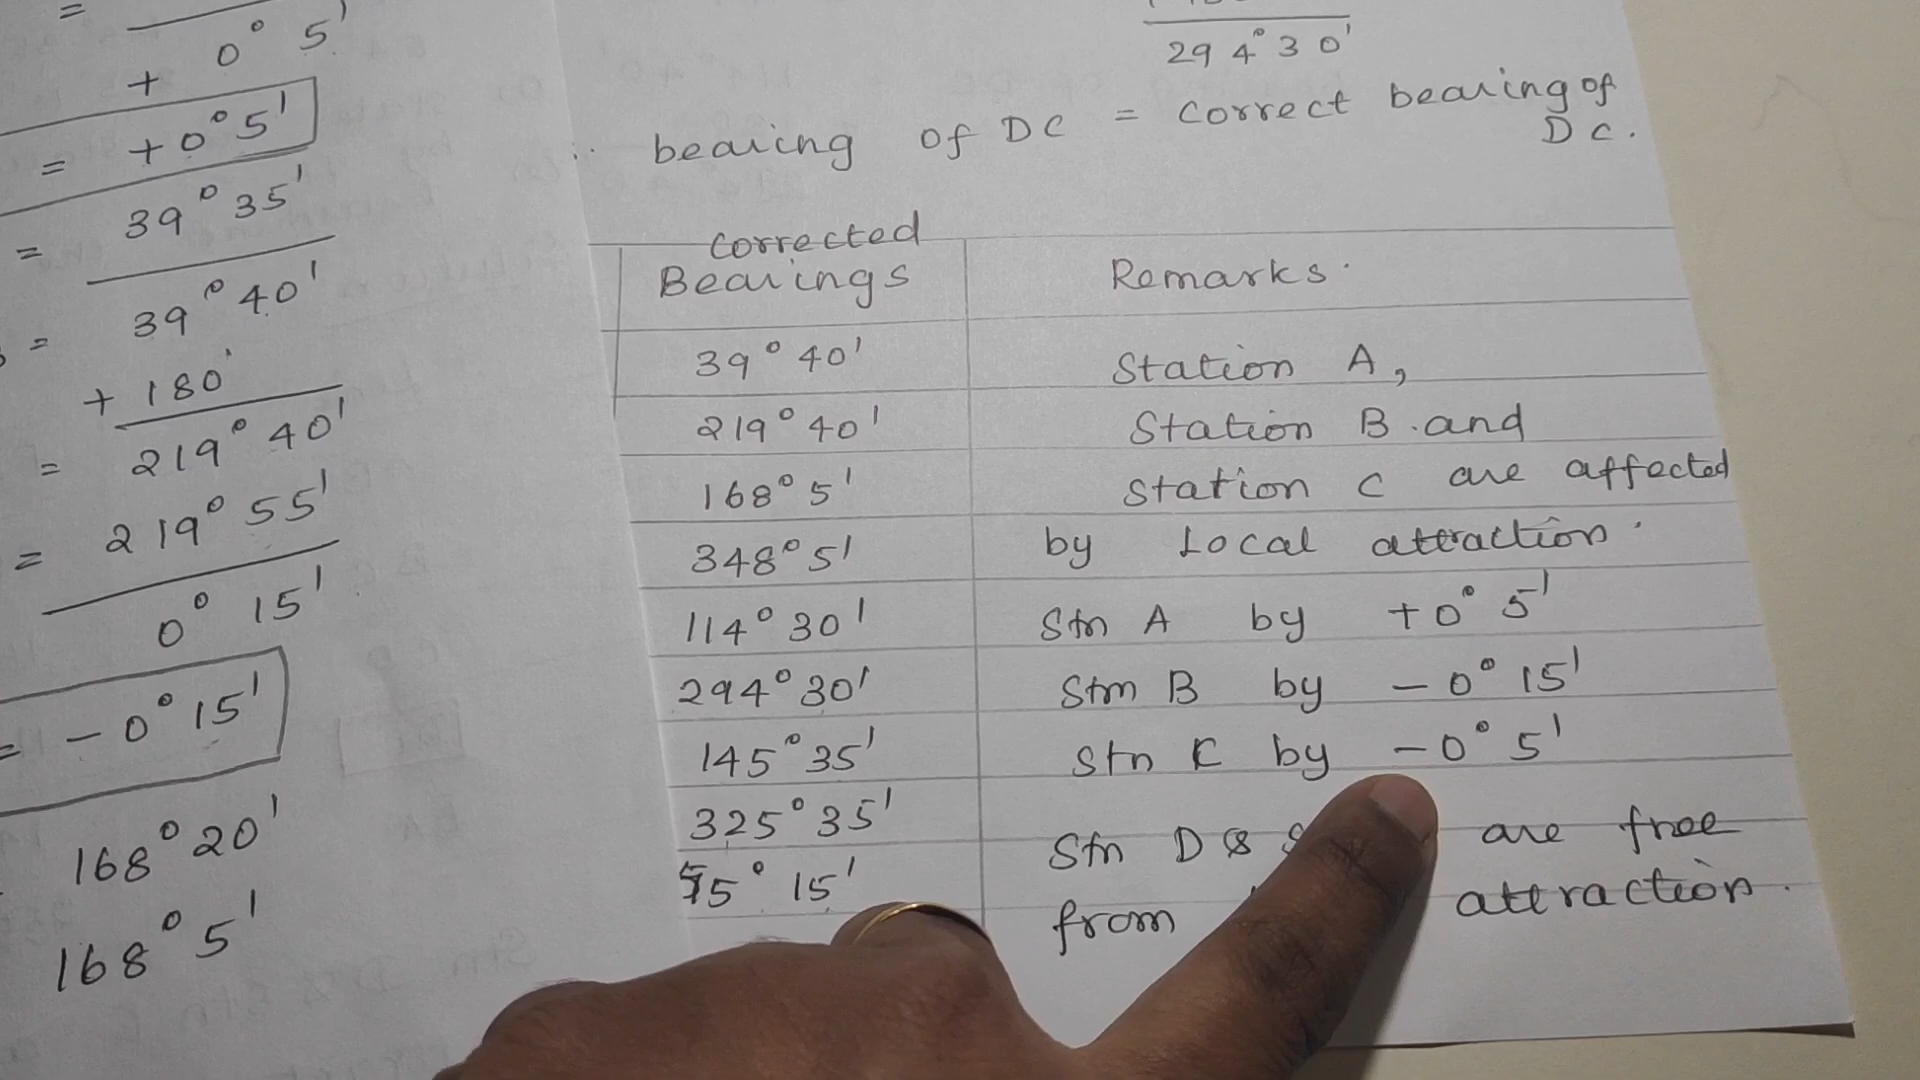 =
+ 0° 5'
= +0° 5'
= 39° 35'
39° 40'
= 39° 40'
+ 180°
= 219° 40'
= 219° 55'
0° 15'
= - 0° 15'
168° 20'
168° 5'
294° 30'
∴ bearing of DC = correct bearing of
DC.
corrected
Bearings Remarks.
39° 40' Station A,
219° 40' Station B and
168° 5' Station C are affected
348° 5' by Local attraction.
114° 30' Stn A by +0° 5'
294° 30' Stn B by - 0° 15'
145° 35' Stn C by -0° 5'
325° 35' Stn D & are free
75° 15' from attraction.